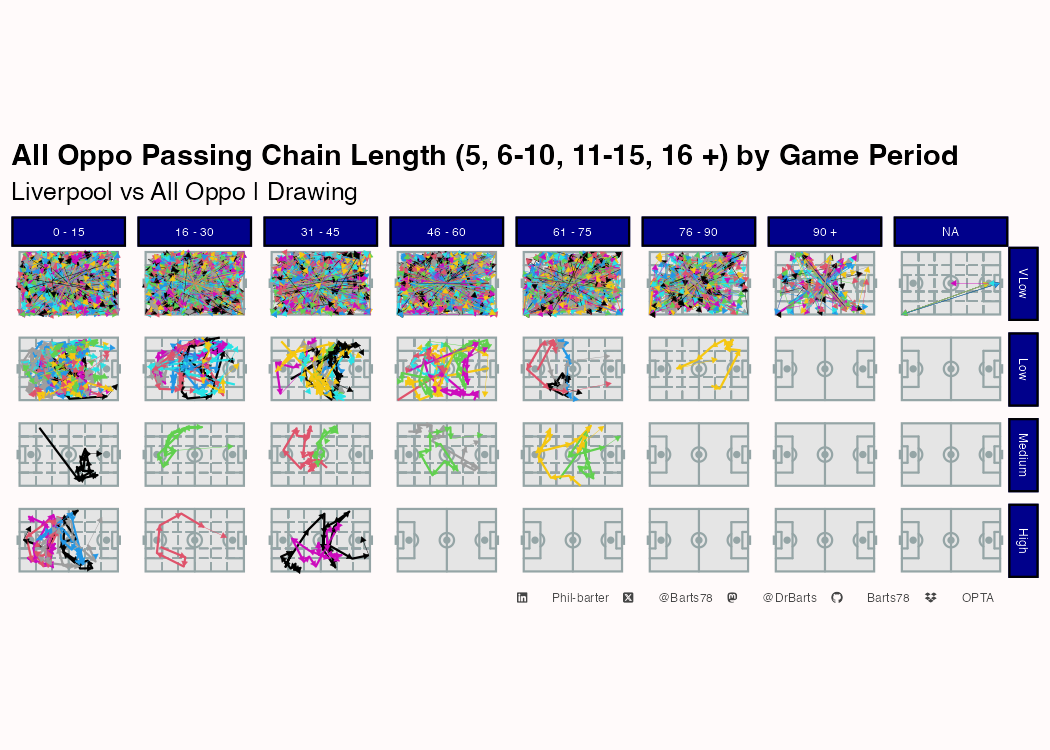 All Oppo Passing Chain Length (5, 6-10, 11-15, 16 +) by Game Period
Liverpool vs All Oppo | Drawing
0 - 15 16 - 30 31 - 45 46 - 60 61 - 75 76 - 90 90 + NA
VLow
Low
Medium
High
Phil-barter @Barts78 @DrBarts Barts78 OPTA